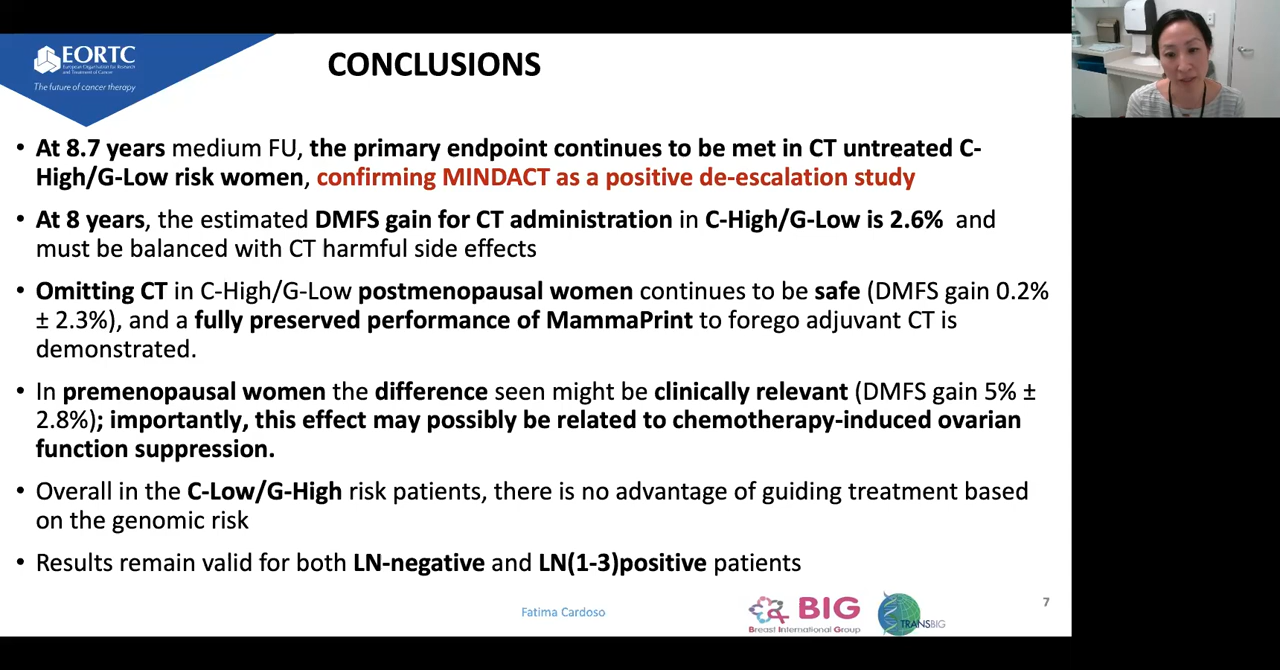 EORTC
European Organisation for Research
and Treatment of Cancer
The future of cancer therapy
CONCLUSIONS
• At 8.7 years medium FU, the primary endpoint continues to be met in CT untreated C-
High/G-Low risk women, confirming MINDACT as a positive de-escalation study
• At 8 years, the estimated DMFS gain for CT administration in C-High/G-Low is 2.6% and
must be balanced with CT harmful side effects
• Omitting CT in C-High/G-Low postmenopausal women continues to be safe (DMFS gain 0.2%
± 2.3%), and a fully preserved performance of MammaPrint to forego adjuvant CT is
demonstrated.
• In premenopausal women the difference seen might be clinically relevant (DMFS gain 5% ±
2.8%); importantly, this effect may possibly be related to chemotherapy-induced ovarian
function suppression.
• Overall in the C-Low/G-High risk patients, there is no advantage of guiding treatment based
on the genomic risk
• Results remain valid for both LN-negative and LN(1-3)positive patients
Fatima Cardoso
BIG
Breast International Group
TRANSBIG
7